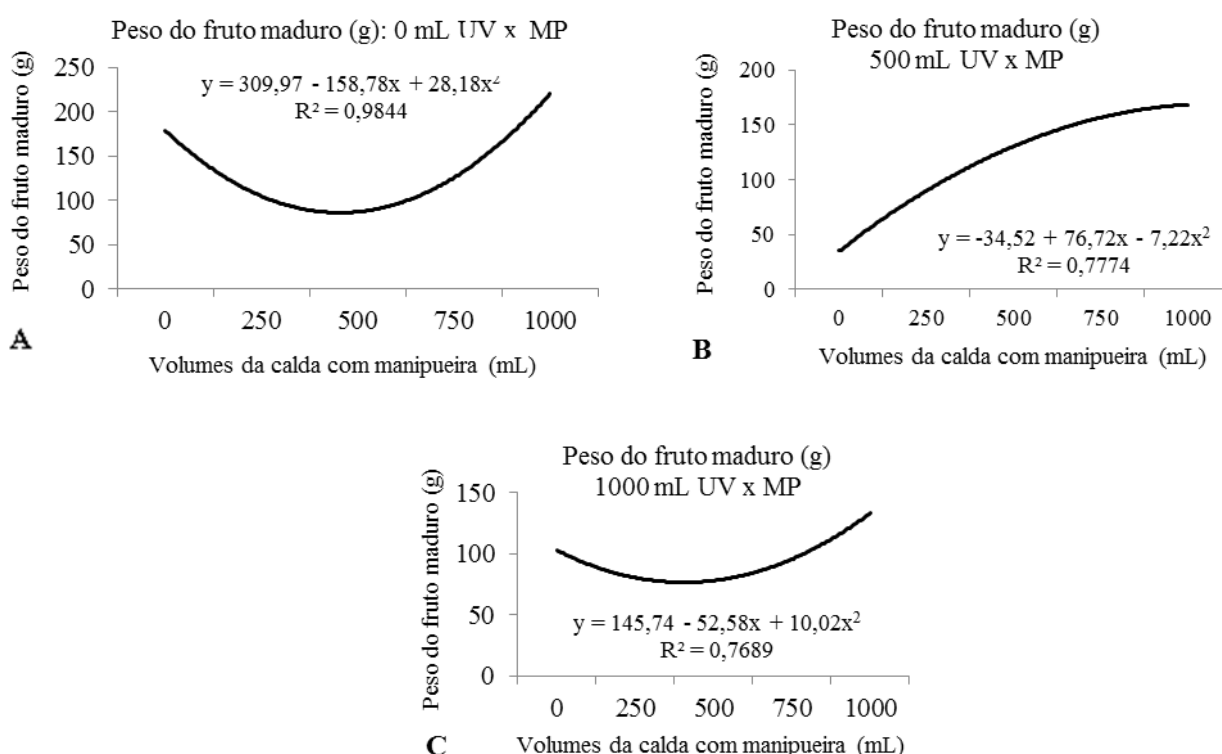 Peso do fruto maduro (g): 0 mL UV x MP
Peso do fruto maduro (g)
250
200
150
100
50
0
y = 309,97 - 158,78x + 28,18x²
R² = 0,9844
0 250 500 750 1000
Volumes da calda com manipueira (mL)
A
Peso do fruto maduro (g)
500 mL UV x MP
Peso do fruto maduro (g)
200
150
100
50
0
y = -34,52 + 76,72x - 7,22x²
R² = 0,7774
0 250 500 750 1000
Volumes da calda com manipueira (mL)
B
Peso do fruto maduro (g)
1000 mL UV x MP
Peso do fruto maduro (g)
150
100
50
0
y = 145,74 - 52,58x + 10,02x²
R² = 0,7689
0 250 500 750 1000
Volumes da calda com manipueira (mL)
C